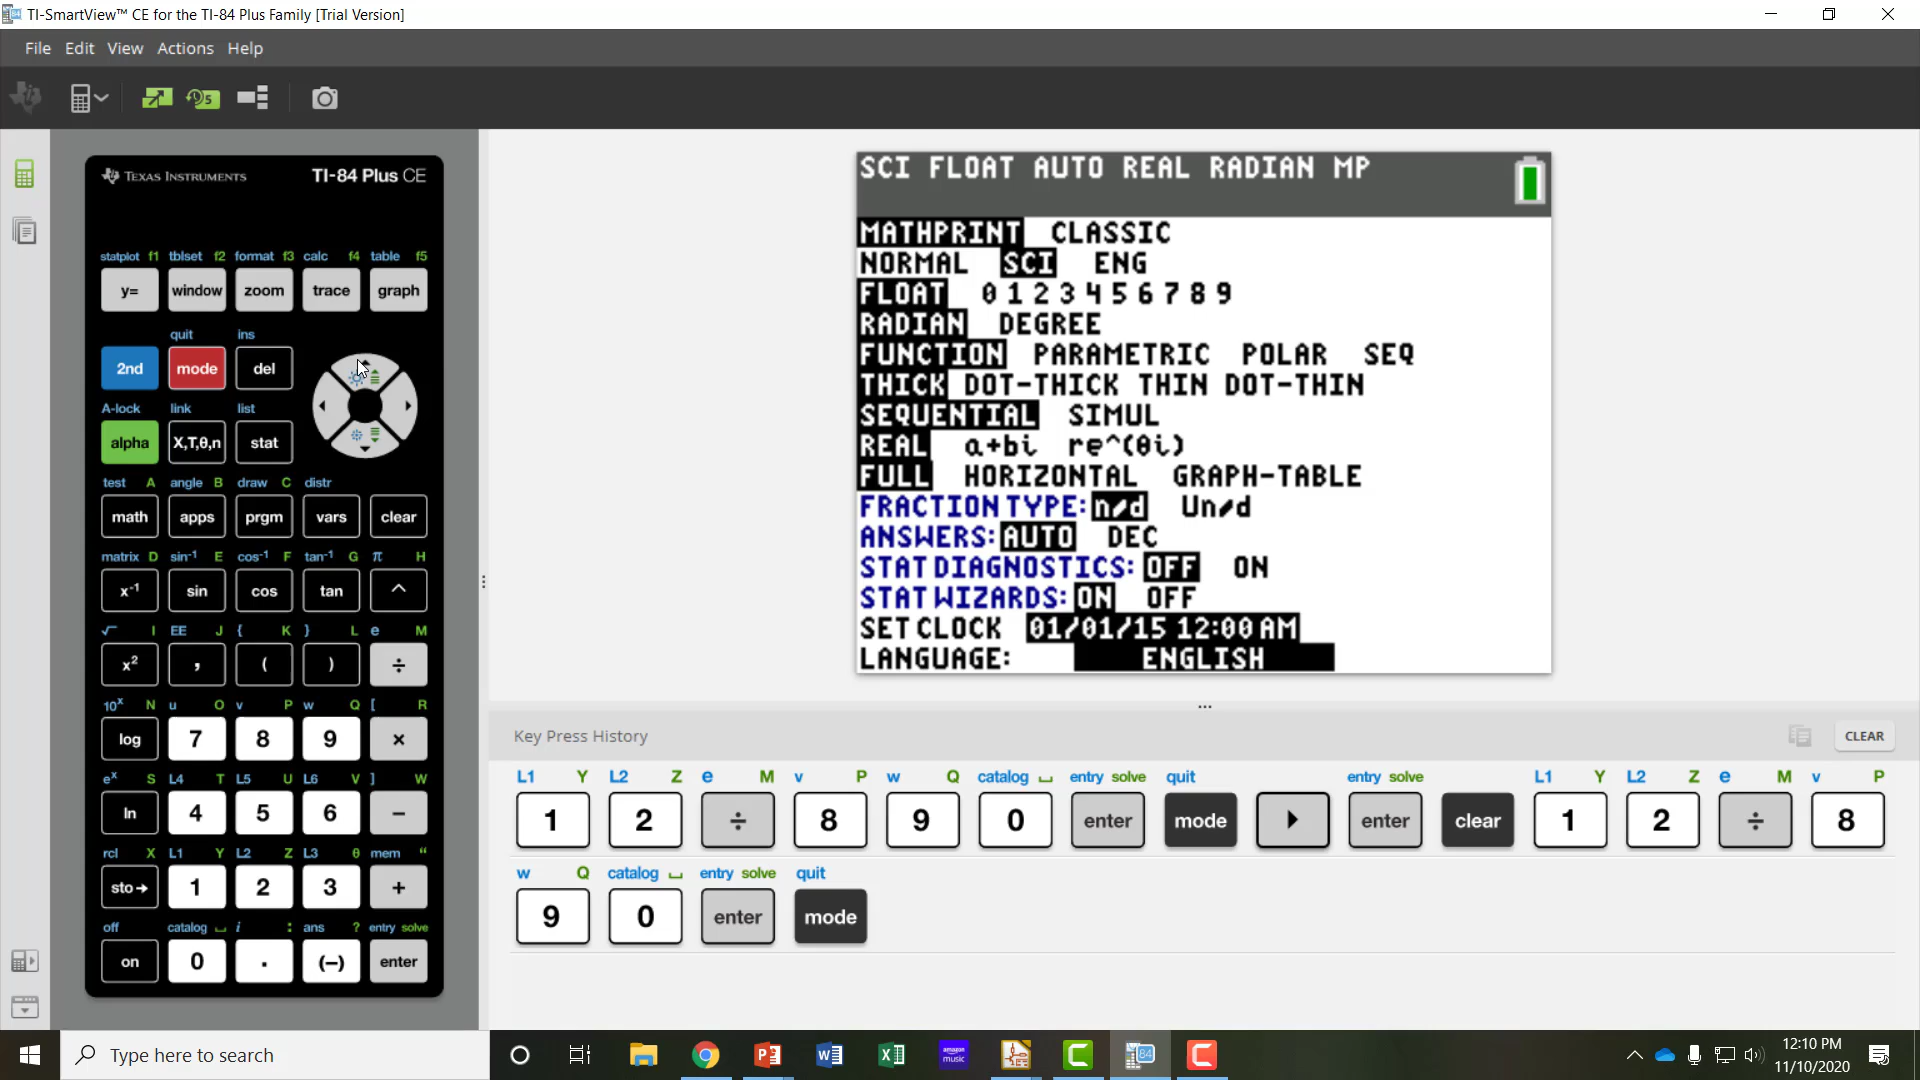 TI-SmartView™ CE for the TI-84 Plus Family [Trial Version]
File Edit View Actions Help
TEXAS INSTRUMENTS TI-84 Plus CE
statplot f1 tblset f2 format f3 calc f4 table f5
y= window zoom trace graph
quit ins
2nd mode del
A-lock link list
alpha X,T,θ,n stat
test A angle B draw C distr
math apps prgm vars clear
matrix D sin-1 E cos-1 F tan-1 G π H
x-1 sin cos tan ^
√ I EE J { K } L e M
x2 , ( ) ÷
10x N u O v P w Q [ R
log 7 8 9 ×
ex S L4 T L5 U L6 V ] W
ln 4 5 6 −
rcl X L1 Y L2 Z L3 θ mem "
sto→ 1 2 3 +
off catalog ⎵ i : ans ? entry solve
on 0 . (−) enter
SCI FLOAT AUTO REAL RADIAN MP
MATHPRINT CLASSIC
NORMAL SCI ENG
FLOAT 0 1 2 3 4 5 6 7 8 9
RADIAN DEGREE
FUNCTION PARAMETRIC POLAR SEQ
THICK DOT-THICK THIN DOT-THIN
SEQUENTIAL SIMUL
REAL a+bi re^(θi)
FULL HORIZONTAL GRAPH-TABLE
FRACTION TYPE: n/d Un/d
ANSWERS: AUTO DEC
STAT DIAGNOSTICS: OFF ON
STAT WIZARDS: ON OFF
SET CLOCK 01/01/15 12:00 AM
LANGUAGE: ENGLISH
Key Press History CLEAR
L1 Y L2 Z e M v P w Q catalog ⎵ entry solve quit entry solve L1 Y L2 Z e M v P
1 2 ÷ 8 9 0 enter mode ▶ enter clear 1 2 ÷ 8
w Q catalog ⎵ entry solve quit
9 0 enter mode
Type here to search
amazon music
84
12:10 PM
11/10/2020